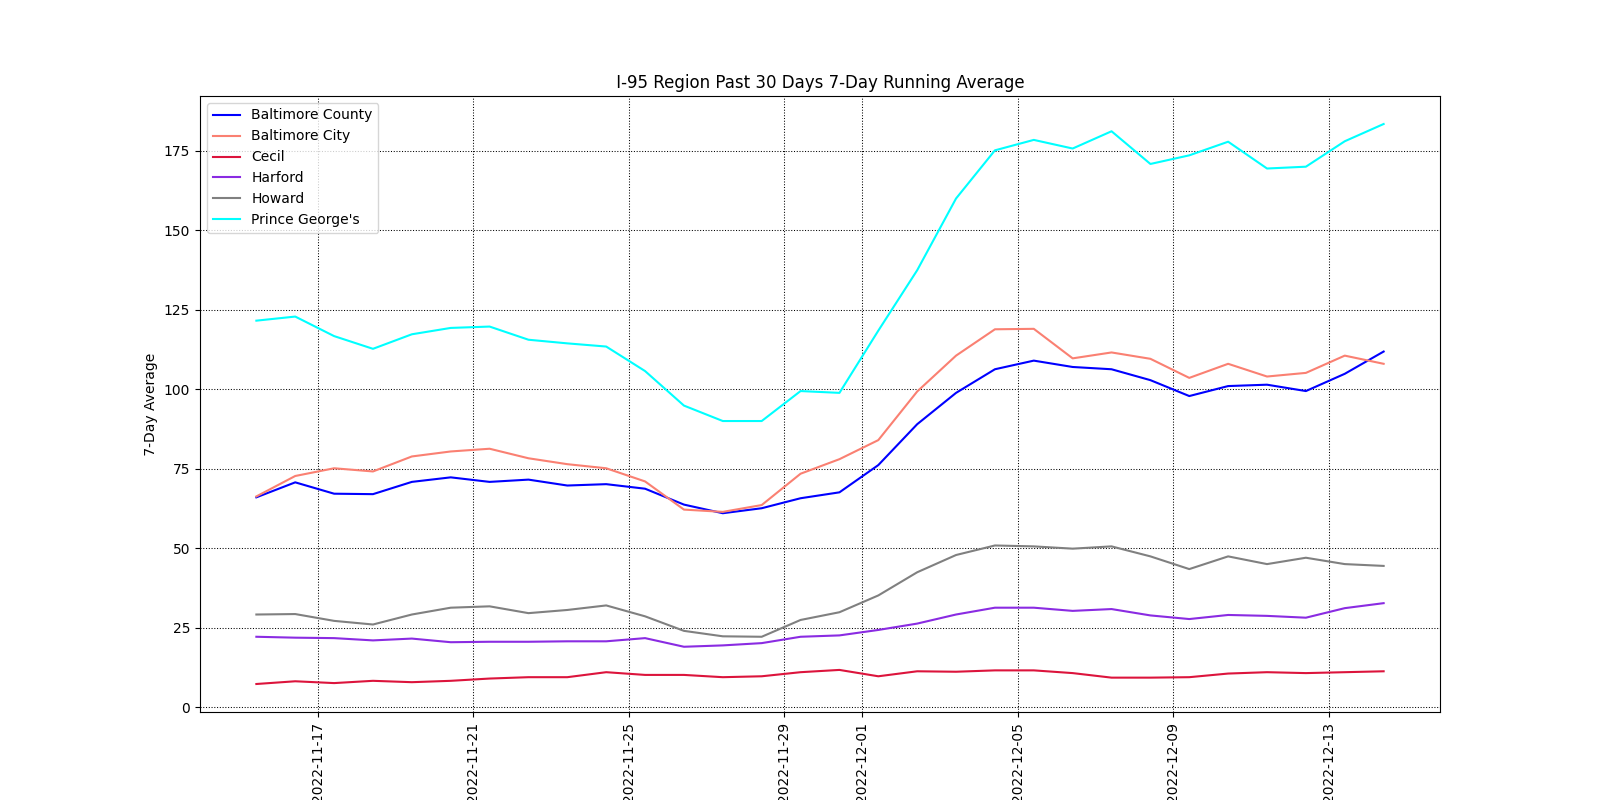 I-95 Region Past 30 Days 7-Day Running Average
Baltimore County
Baltimore City
Cecil
Harford
Howard
Prince George's
7-Day Average
175
150
125
100
75
50
25
0
2022-11-17
2022-11-21
2022-11-25
2022-11-29
2022-12-01
2022-12-05
2022-12-09
2022-12-13